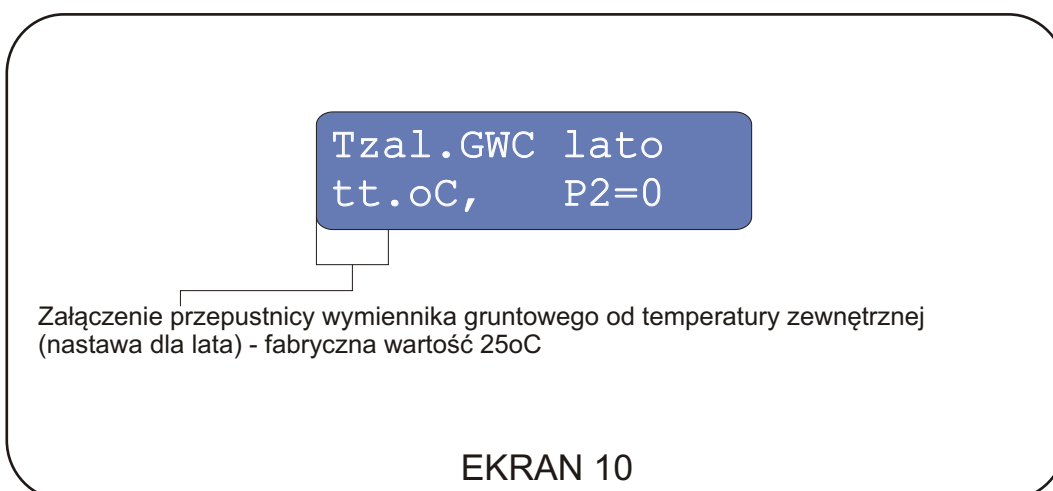 Tzal.GWC lato
tt.oC, P2=0
Załączenie przepustnicy wymiennika gruntowego od temperatury zewnętrznej
(nastawa dla lata) - fabryczna wartość 25oC
EKRAN 10